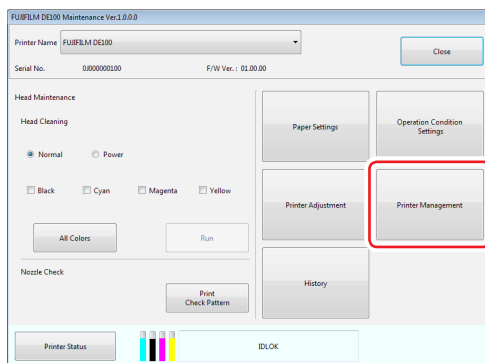 FUJIFILM DE100 Maintenance Ver.1.0.0.0
Printer Name FUJIFILM DE100
Close
Serial No. 0J000000100 F/W Ver. : 01.00.00
Head Maintenance
Head Cleaning
Normal Power
Black Cyan Magenta Yellow
All Colors Run
Nozzle Check
Print
Check Pattern
Paper Settings
Operation Condition
Settings
Printer Adjustment
Printer Management
History
Printer Status
IDLOK